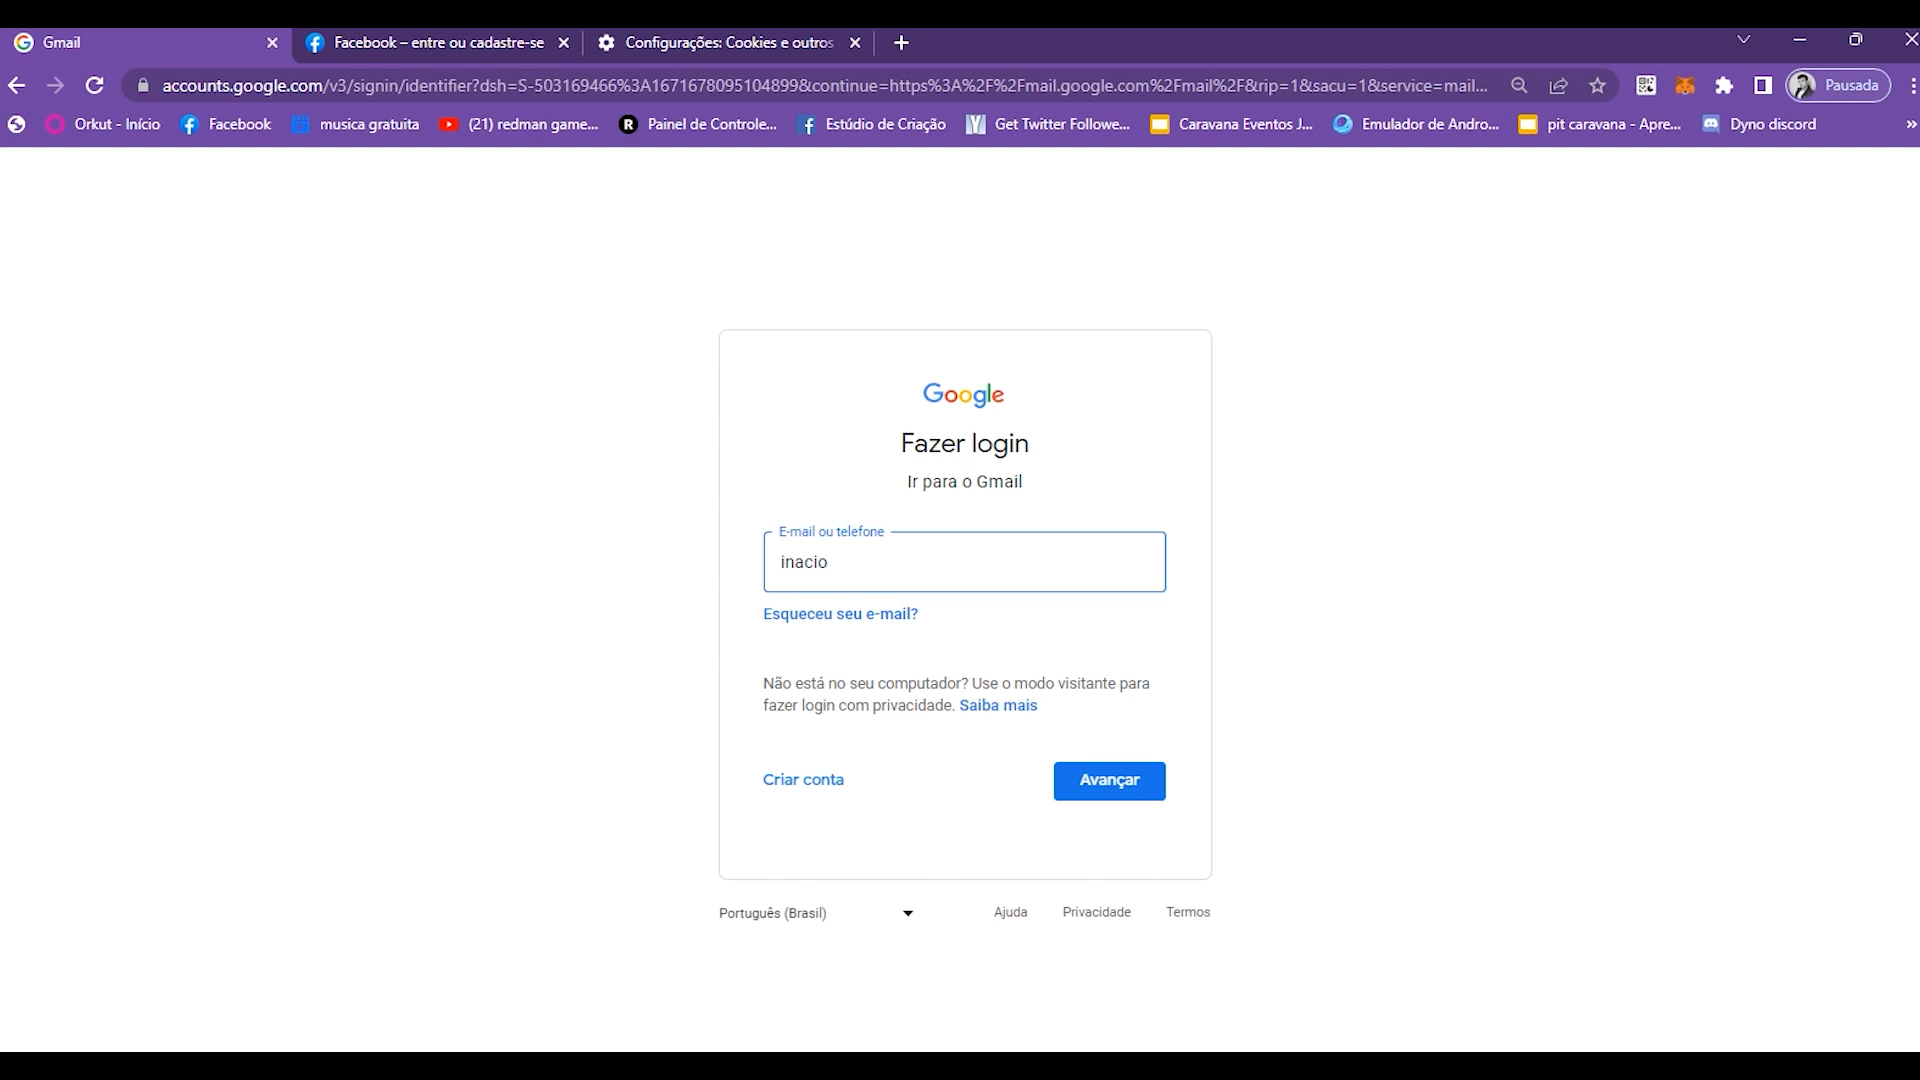 Gmail
Facebook – entre ou cadastre-se
Configurações: Cookies e outros
accounts.google.com/v3/signin/identifier?dsh=S-503169466%3A1671678095104899&continue=https%3A%2F%2Fmail.google.com%2Fmail%2F&rip=1&sacu=1&service=mail...
Pausada
Orkut - Início
Facebook
musica gratuita
(21) redman game...
Painel de Controle...
Estúdio de Criação
Get Twitter Followe...
Caravana Eventos J...
Emulador de Andro...
pit caravana - Apre...
Dyno discord
»
Google
Fazer login
Ir para o Gmail
E-mail ou telefone
inacio
Esqueceu seu e-mail?
Não está no seu computador? Use o modo visitante para
fazer login com privacidade. Saiba mais
Criar conta
Avançar
Português (Brasil)
Ajuda
Privacidade
Termos